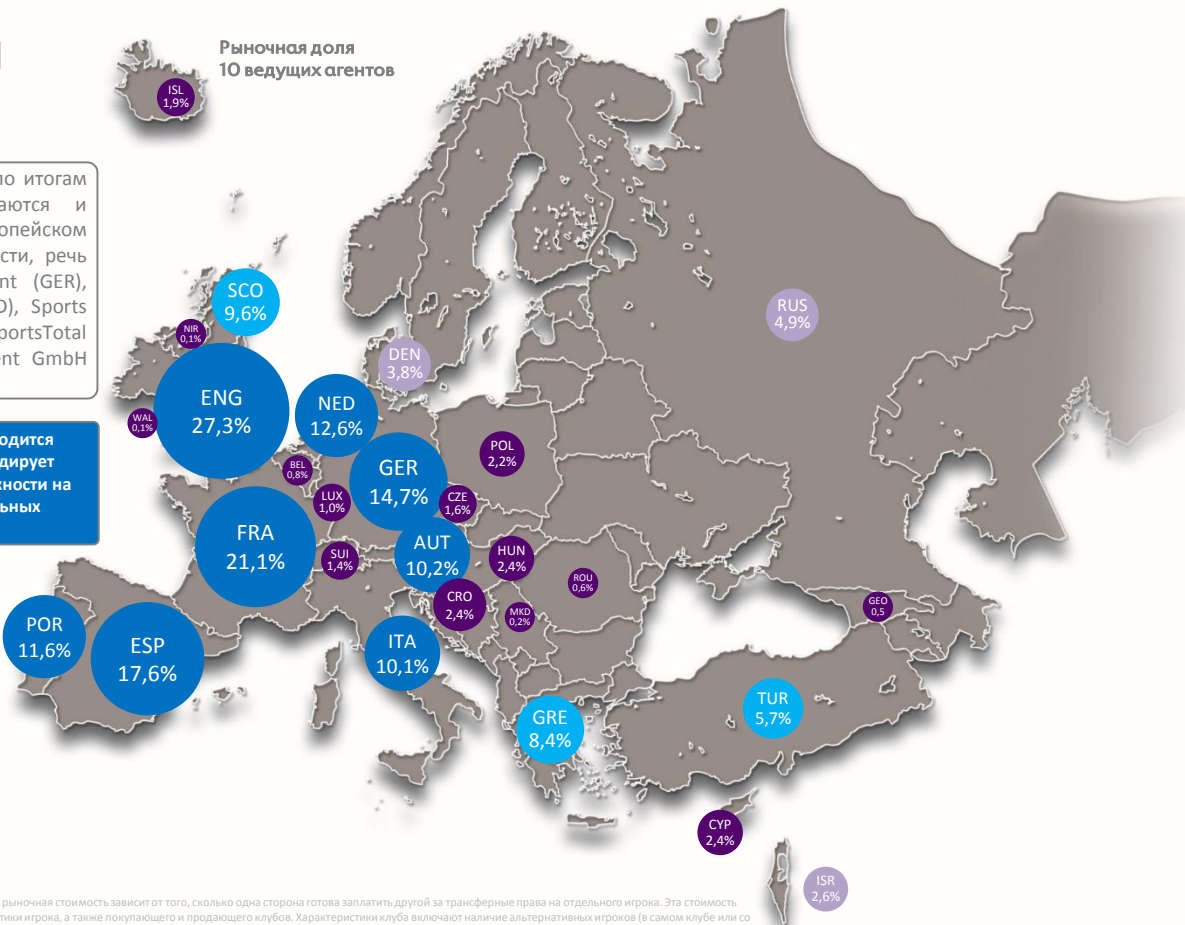 Рыночная доля
10 ведущих агентов
ISL
1,9%
по итогам
аются и
опейском
сти, речь
nt (GER),
D), Sports
portsTotal
ent GmbH
одится
дирует
жности на
льных
SCO
9,6%
NIR
0,1%
RUS
4,9%
DEN
3,8%
ENG
27,3%
NED
12,6%
WAL
0,1%
POL
2,2%
BEL
0,8%
GER
14,7%
LUX
1,0%
CZE
1,6%
FRA
21,1%
SUI
1,4%
AUT
10,2%
HUN
2,4%
ROU
0,6%
CRO
2,4%
MKD
0,2%
GEO
0,5
POR
11,6%
ESP
17,6%
ITA
10,1%
TUR
5,7%
GRE
8,4%
CYP
2,4%
ISR
2,6%
рыночная стоимость зависит от того, сколько одна сторона готова заплатить другой за трансферные права на отдельного игрока. Эта стоимость
тики игрока, а также покупающего и продающего клубов. Характеристики клуба включают наличие альтернативных игроков (в самом клубе или со